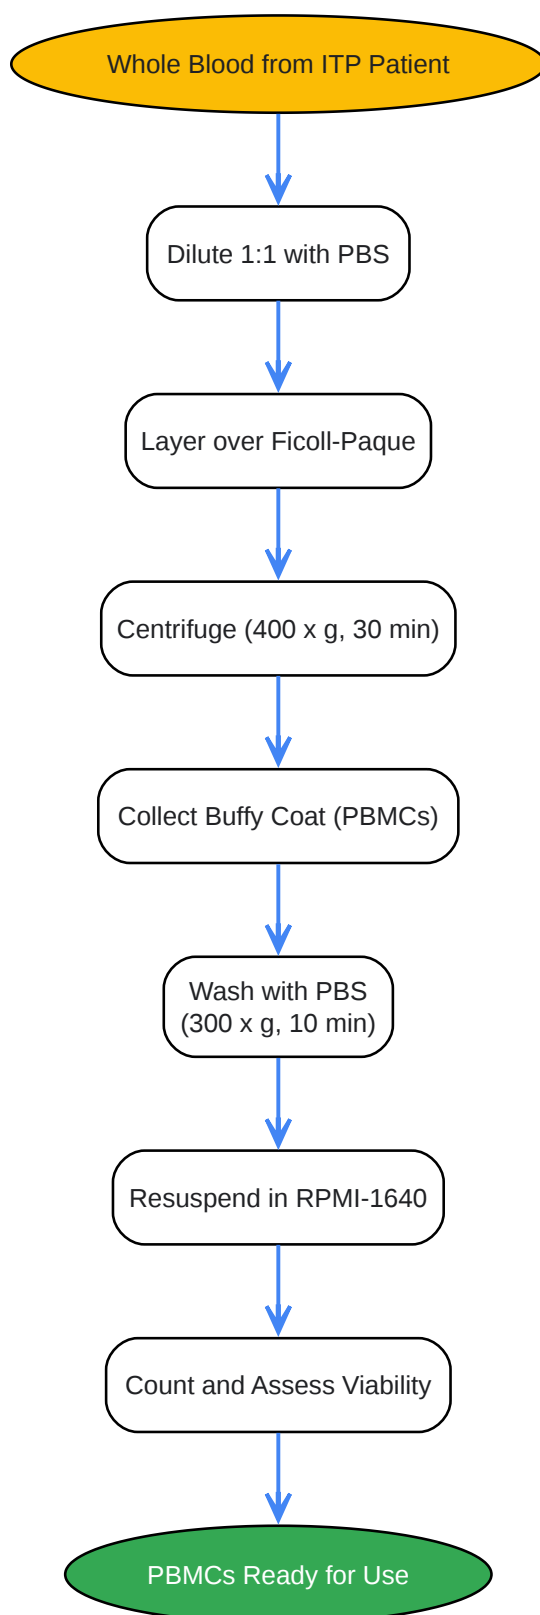 Whole Blood from ITP Patient
Dilute 1:1 with PBS
Layer over Ficoll-Paque
Centrifuge (400 x g, 30 min)
Collect Buffy Coat (PBMCs)
Wash with PBS
(300 x g, 10 min)
Resuspend in RPMI-1640
Count and Assess Viability
PBMCs Ready for Use